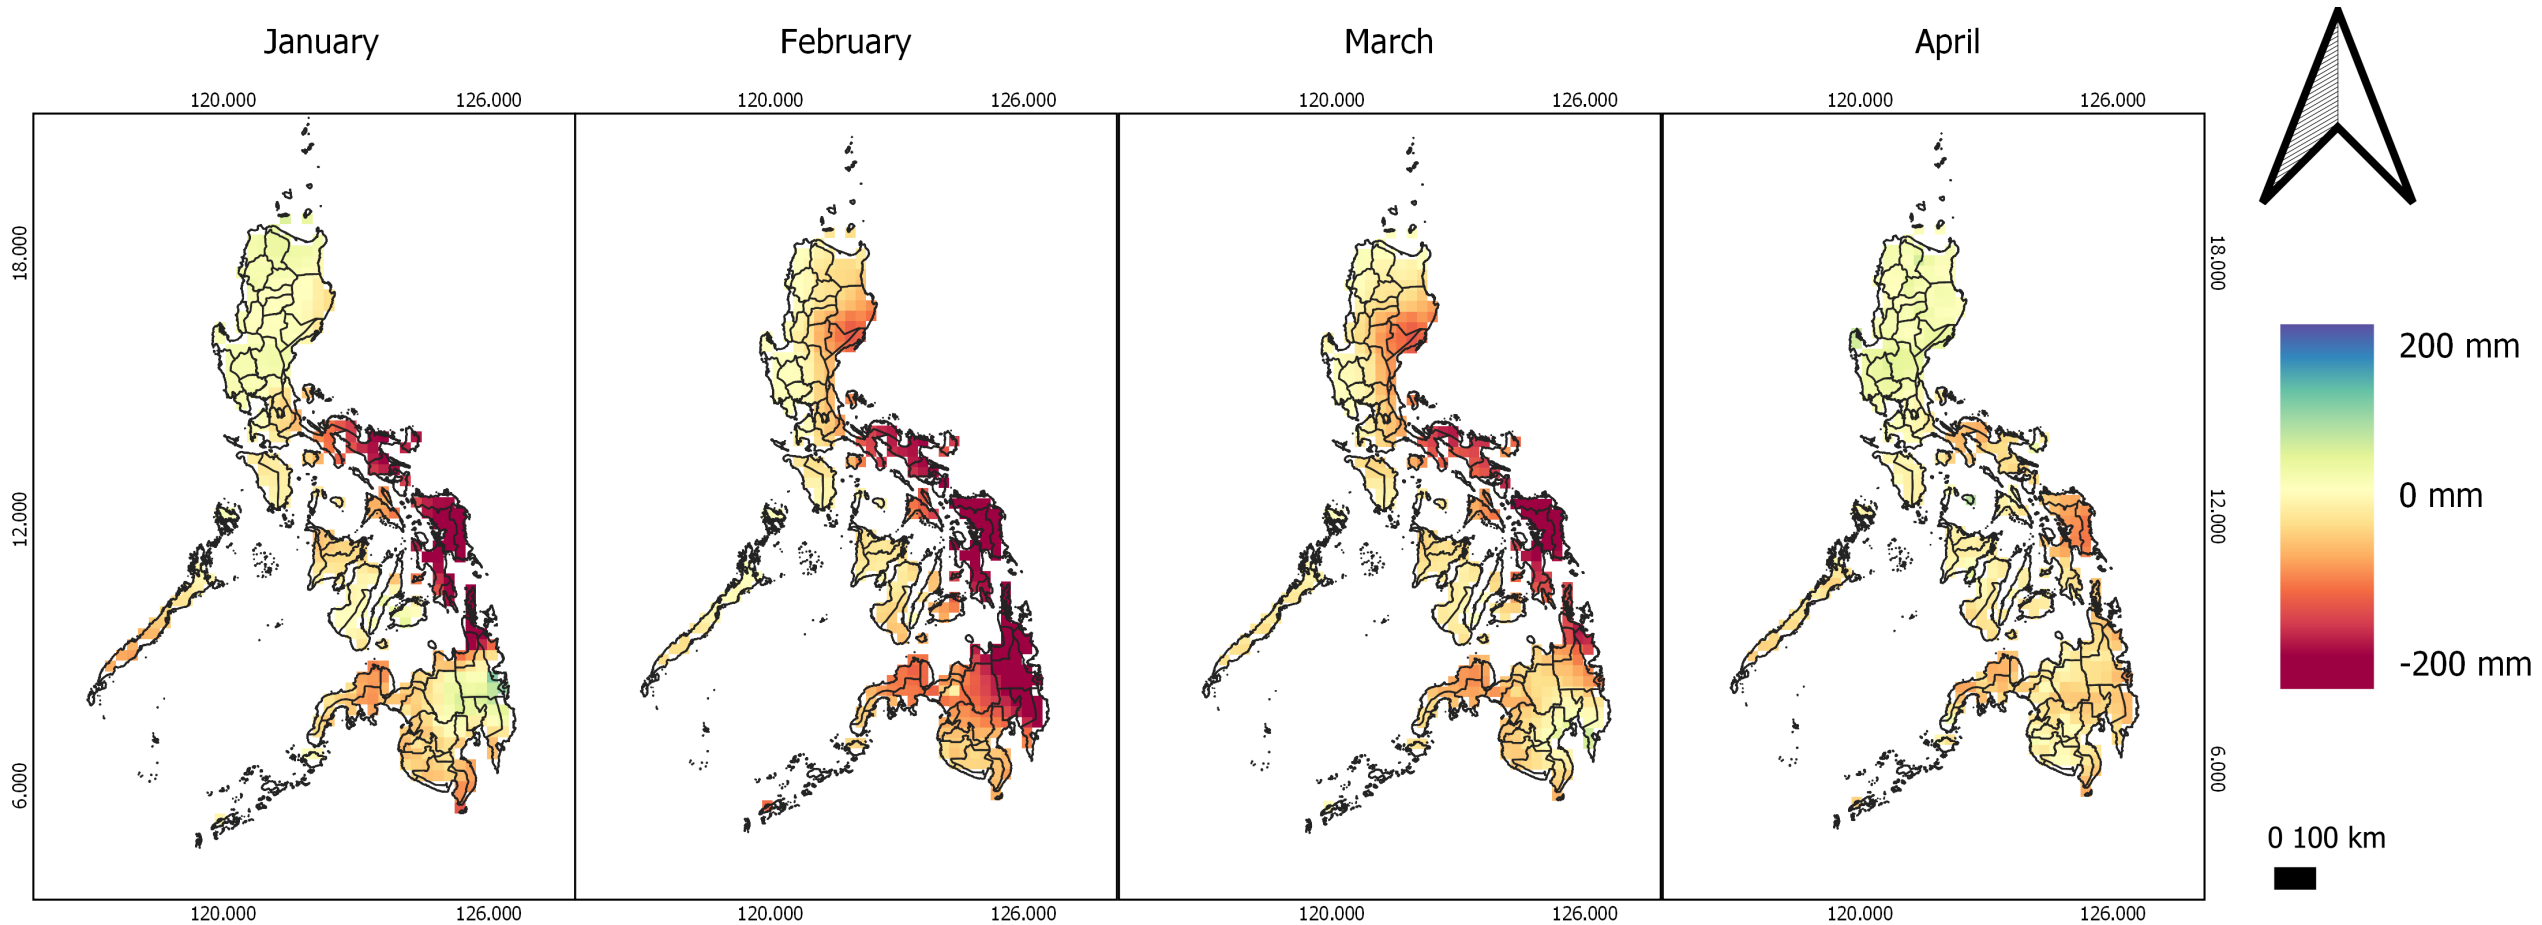 January February March April
120.000 126.000 120.000 126.000 120.000 126.000 120.000 126.000
18.000 18.000
12.000 12.000
6.000 6.000
200 mm
0 mm
-200 mm
0 100 km
120.000 126.000 120.000 126.000 120.000 126.000 120.000 126.000